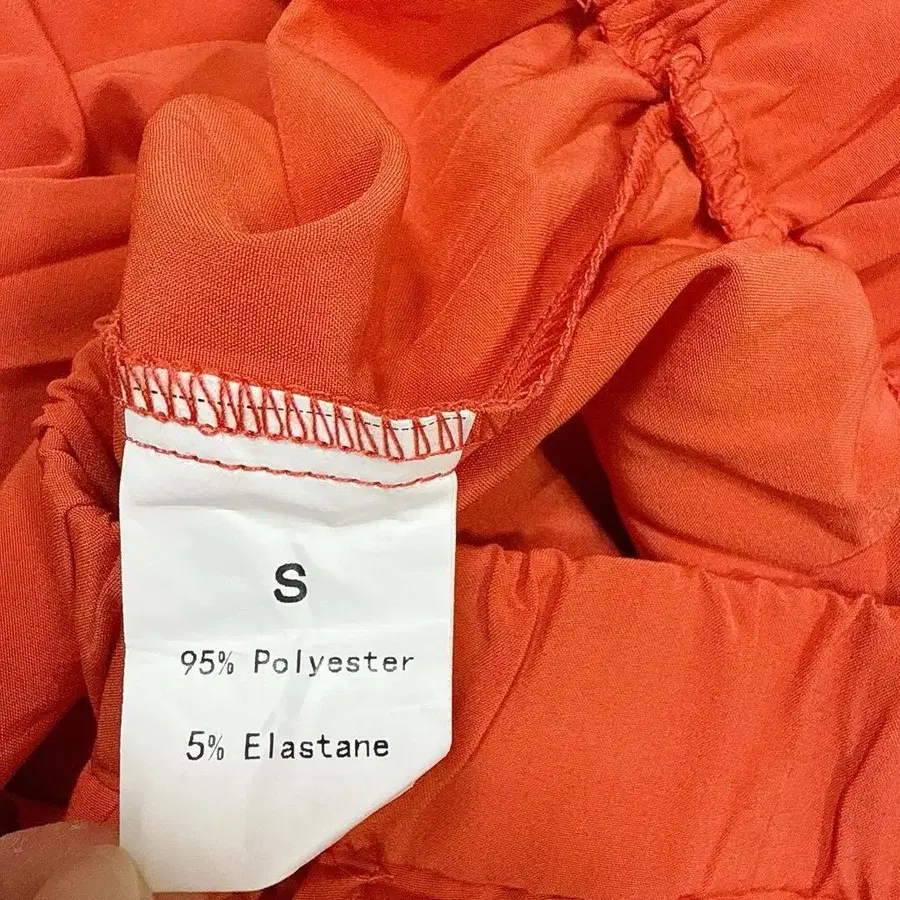 S
95% Polyester
5% Elastane